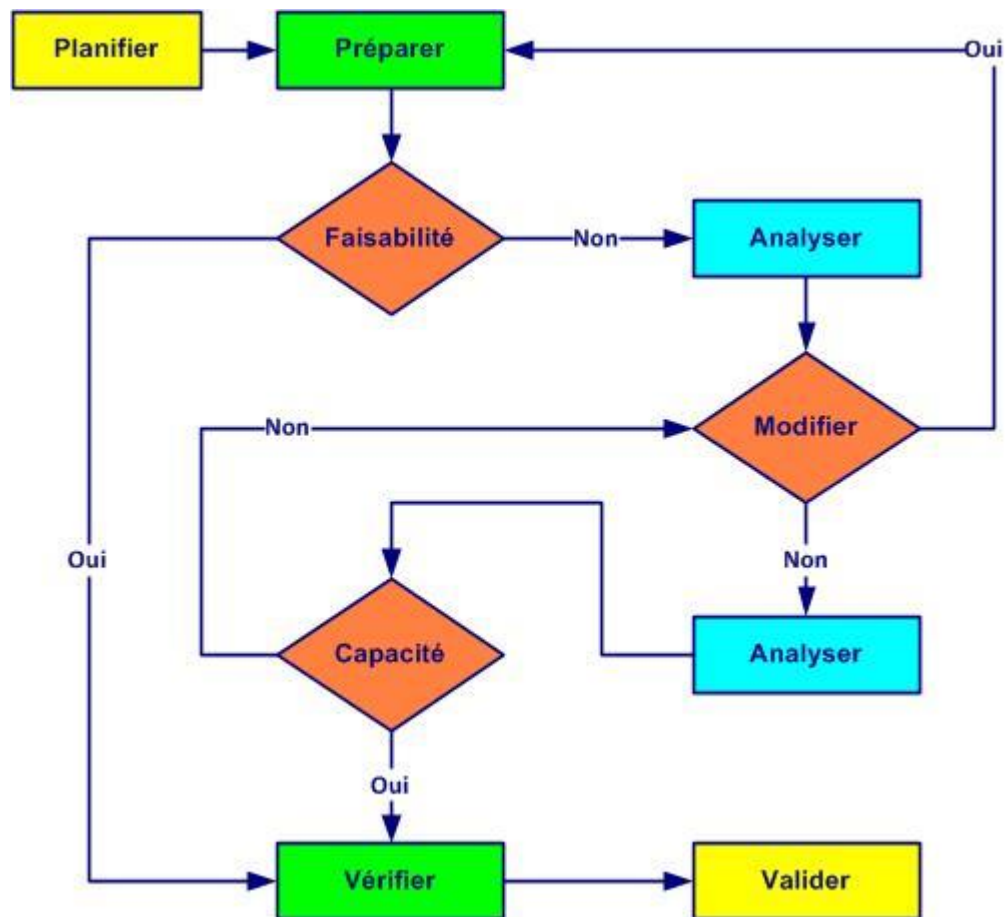 Planifier
Préparer
Oui
Faisabilité
Non
Analyser
Non
Modifier
Oui
Non
Capacité
Analyser
Oui
Vérifier
Valider